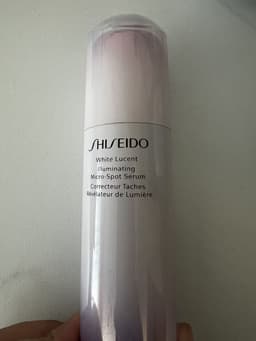 SHISEIDO
White Lucent
Illuminating
Micro-Spot Serum
Correcteur Taches
Révélateur de Lumière